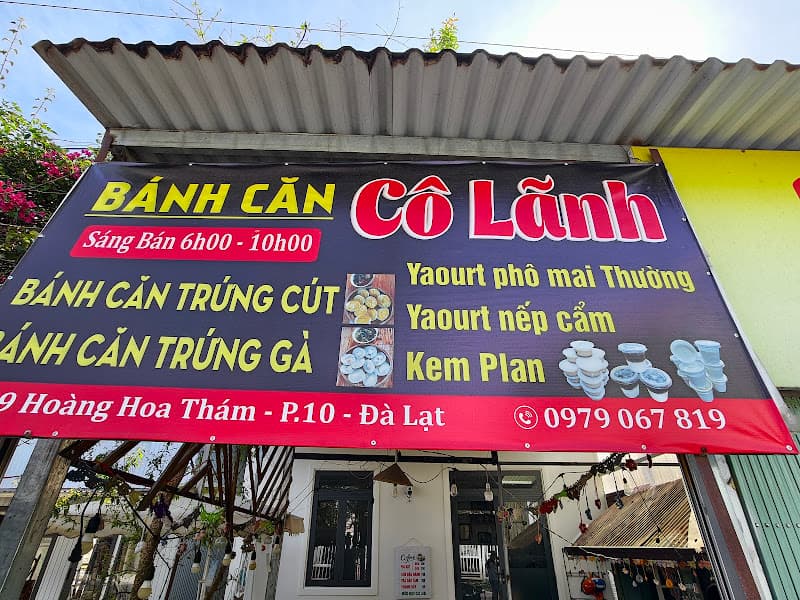 BÁNH CĂN Cô Lãnh
Sáng Bán 6h00 - 10h00
BÁNH CĂN TRỨNG CÚT
BÁNH CĂN TRỨNG GÀ
Yaourt phô mai Thường
Yaourt nếp cẩm
Kem Plan
9 Hoàng Hoa Thám - P.10 - Đà Lạt
0979 067 819